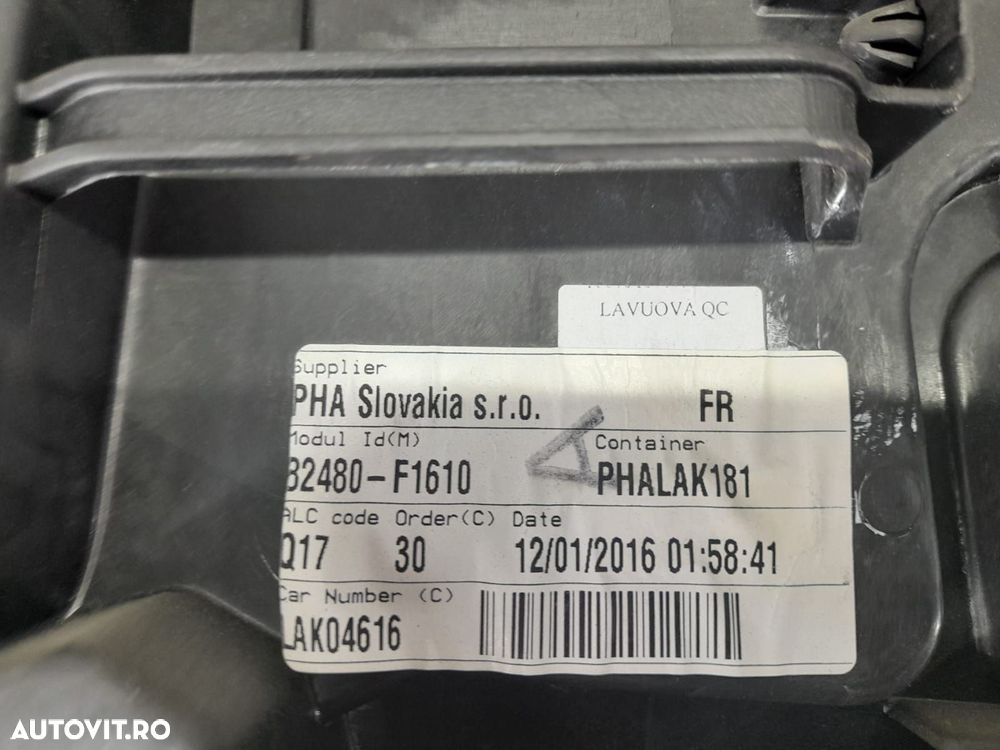 LAVUOVA QC
Supplier
PHA Slovakia s.r.o. FR
Modul Id(M) Container
82480-F1610 PHALAK181
ALC code Order(C) Date
Q17 30 12/01/2016 01:58:41
Car Number (C)
LAK04616
AUTOVIT.RO